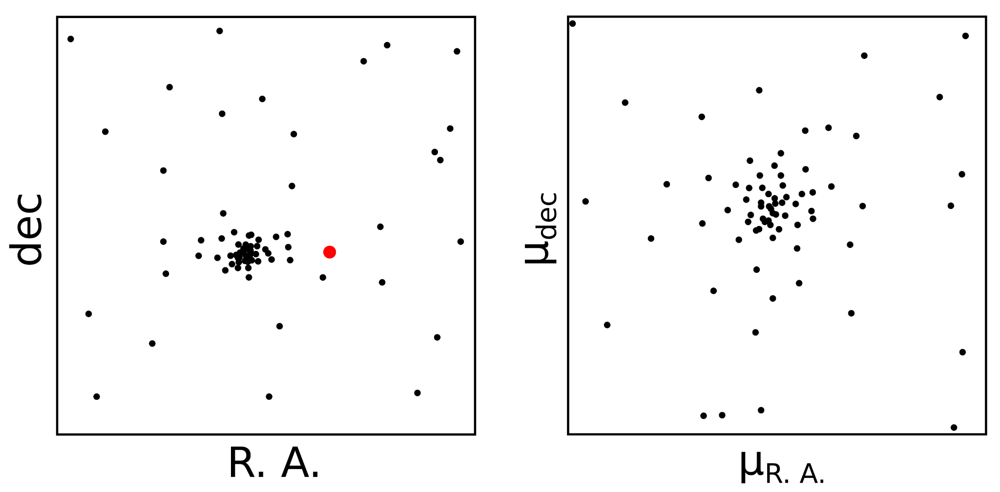 dec
R. A.
μdec
μR. A.